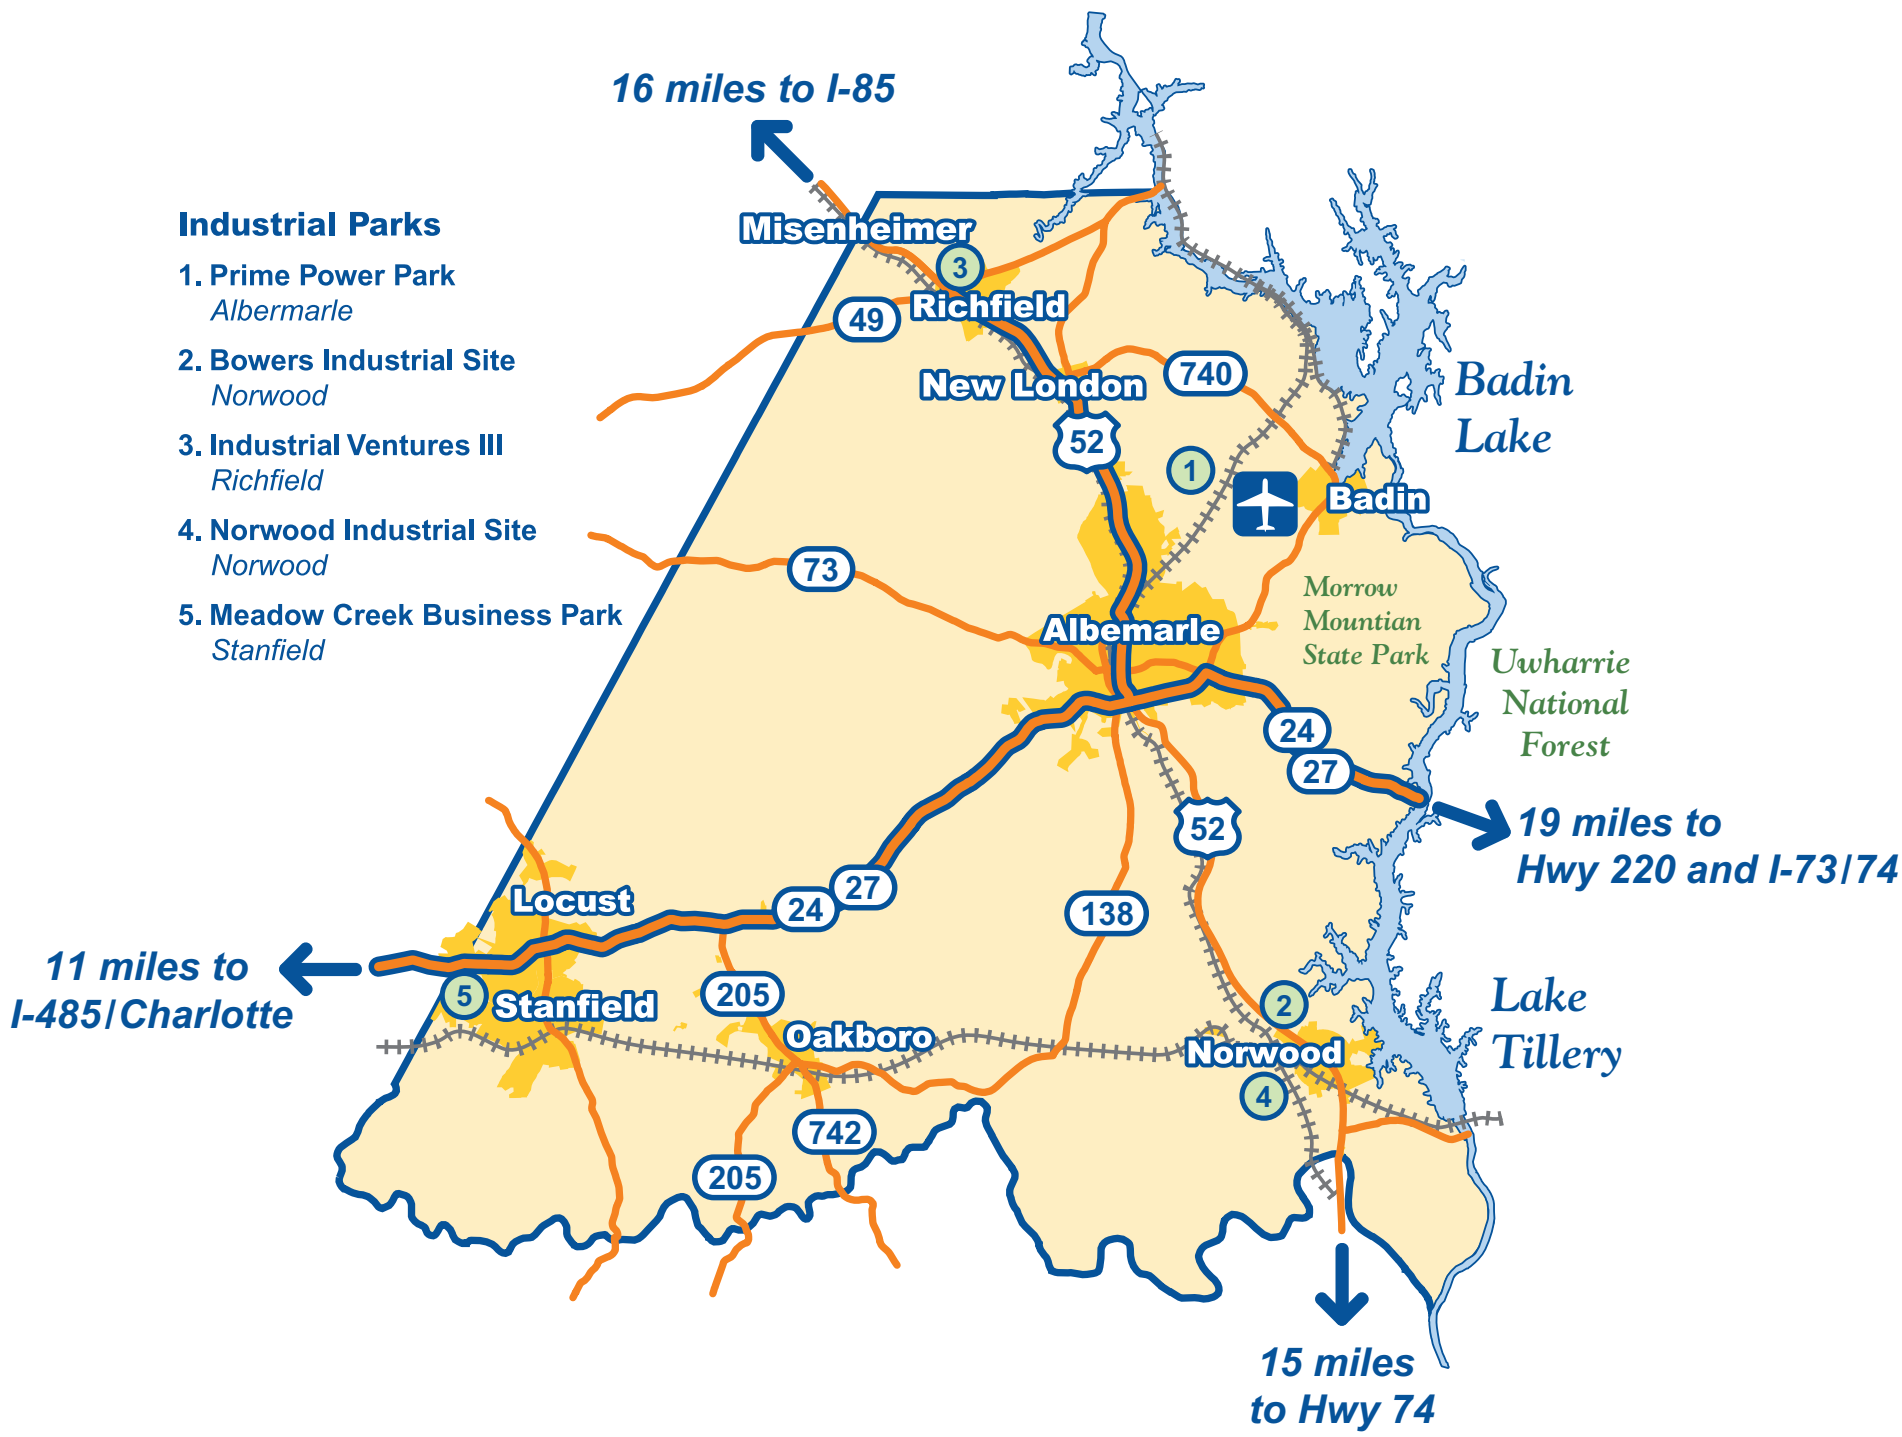 16 miles to I-85
Industrial Parks
1. Prime Power Park
Albermarle
2. Bowers Industrial Site
Norwood
3. Industrial Ventures III
Richfield
4. Norwood Industrial Site
Norwood
5. Meadow Creek Business Park
Stanfield
Misenheimer
3
Richfield
49
New London
740
52
Badin
Lake
1
Badin
73
Morrow
Mountian
State Park
Albemarle
Uwharrie
National
Forest
24
27
52
19 miles to
Hwy 220 and I-73/74
27
24
Locust
138
11 miles to
I-485/Charlotte
5
Stanfield
205
2
Lake
Tillery
Oakboro
Norwood
4
742
205
15 miles
to Hwy 74